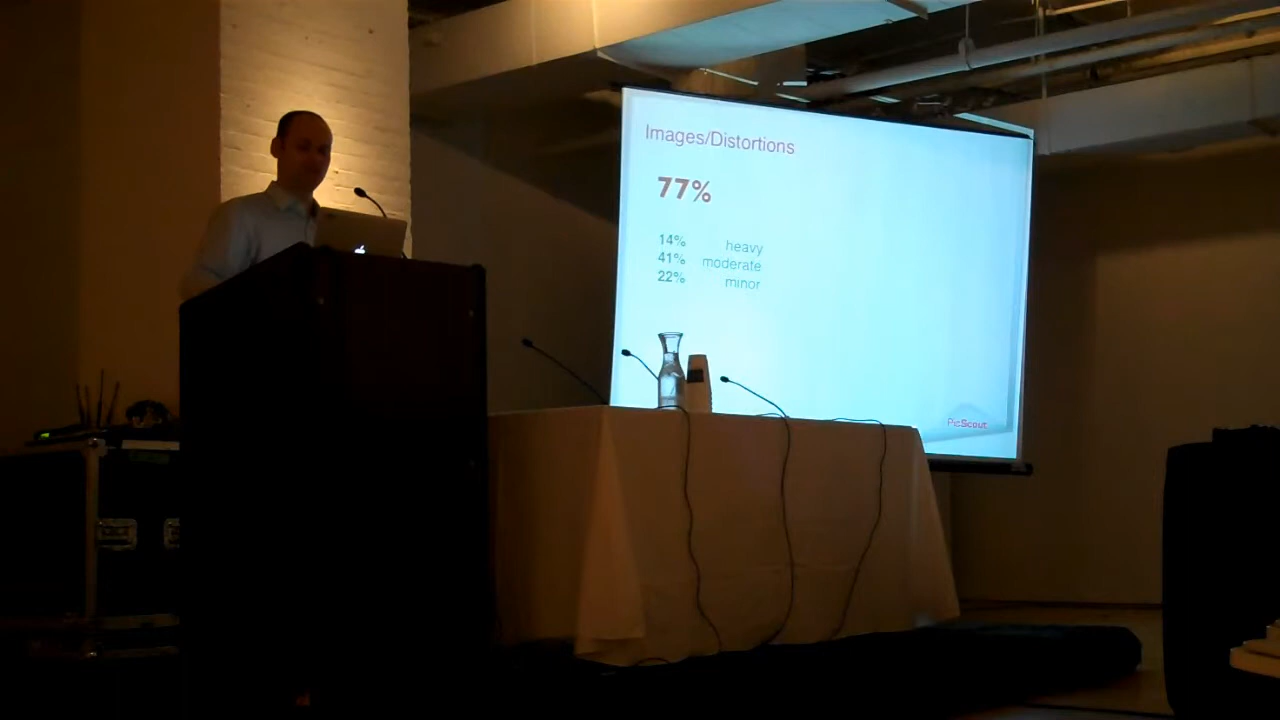 Images/Distortions
77%
14% heavy
41% moderate
22% minor
PicScout